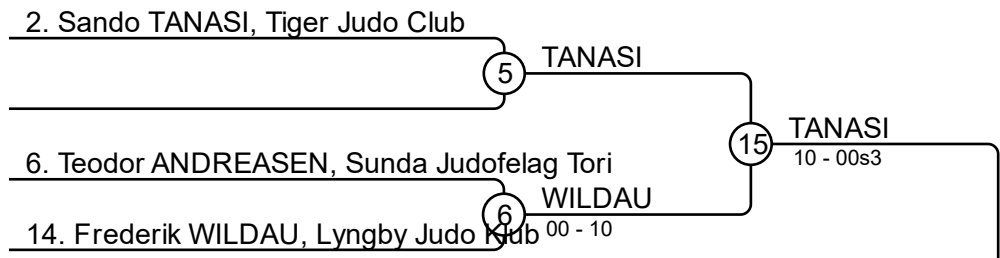 2. Sando TANASI, Tiger Judo Club
5
TANASI
15
TANASI
10 - 00s3
6. Teodor ANDREASEN, Sunda Judofelag Tori
6
WILDAU
00 - 10
14. Frederik WILDAU, Lyngby Judo Klub